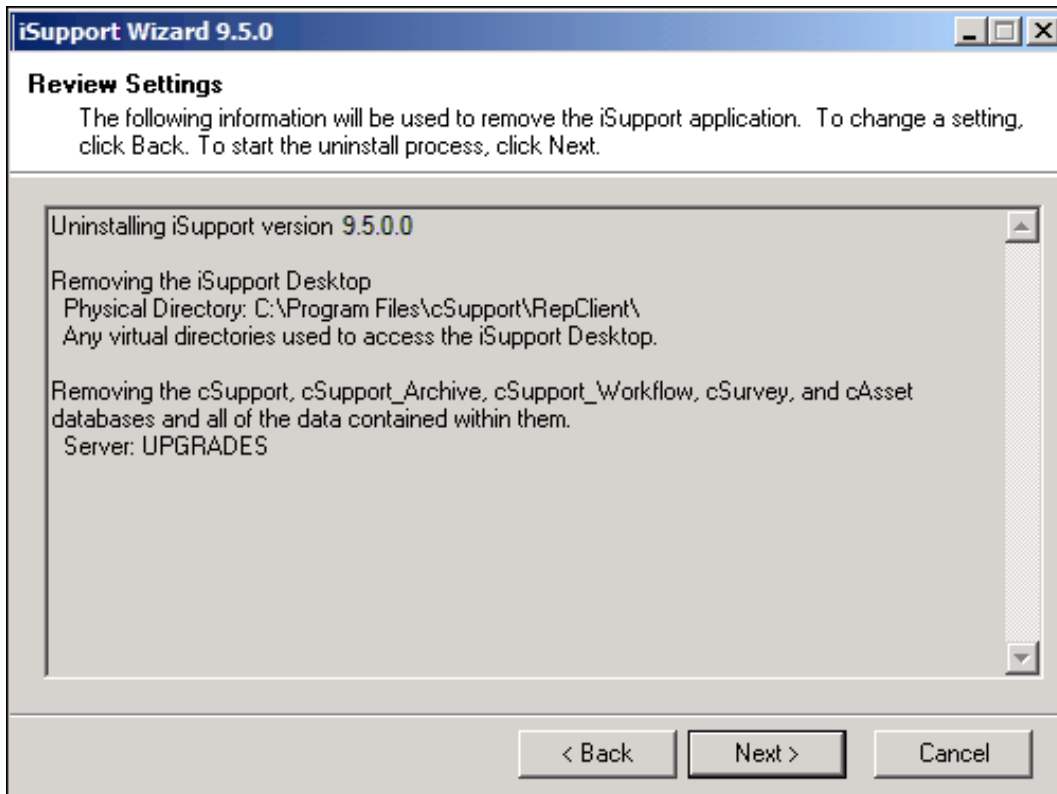 iSupport Wizard 9.5.0
Review Settings
The following information will be used to remove the iSupport application.  To change a setting,
click Back. To start the uninstall process, click Next.
Uninstalling iSupport version 9.5.0.0
Removing the iSupport Desktop
Physical Directory: C:\Program Files\cSupport\RepClient\
Any virtual directories used to access the iSupport Desktop.
Removing the cSupport, cSupport_Archive, cSupport_Workflow, cSurvey, and cAsset
databases and all of the data contained within them.
Server: UPGRADES
< Back
Next >
Cancel